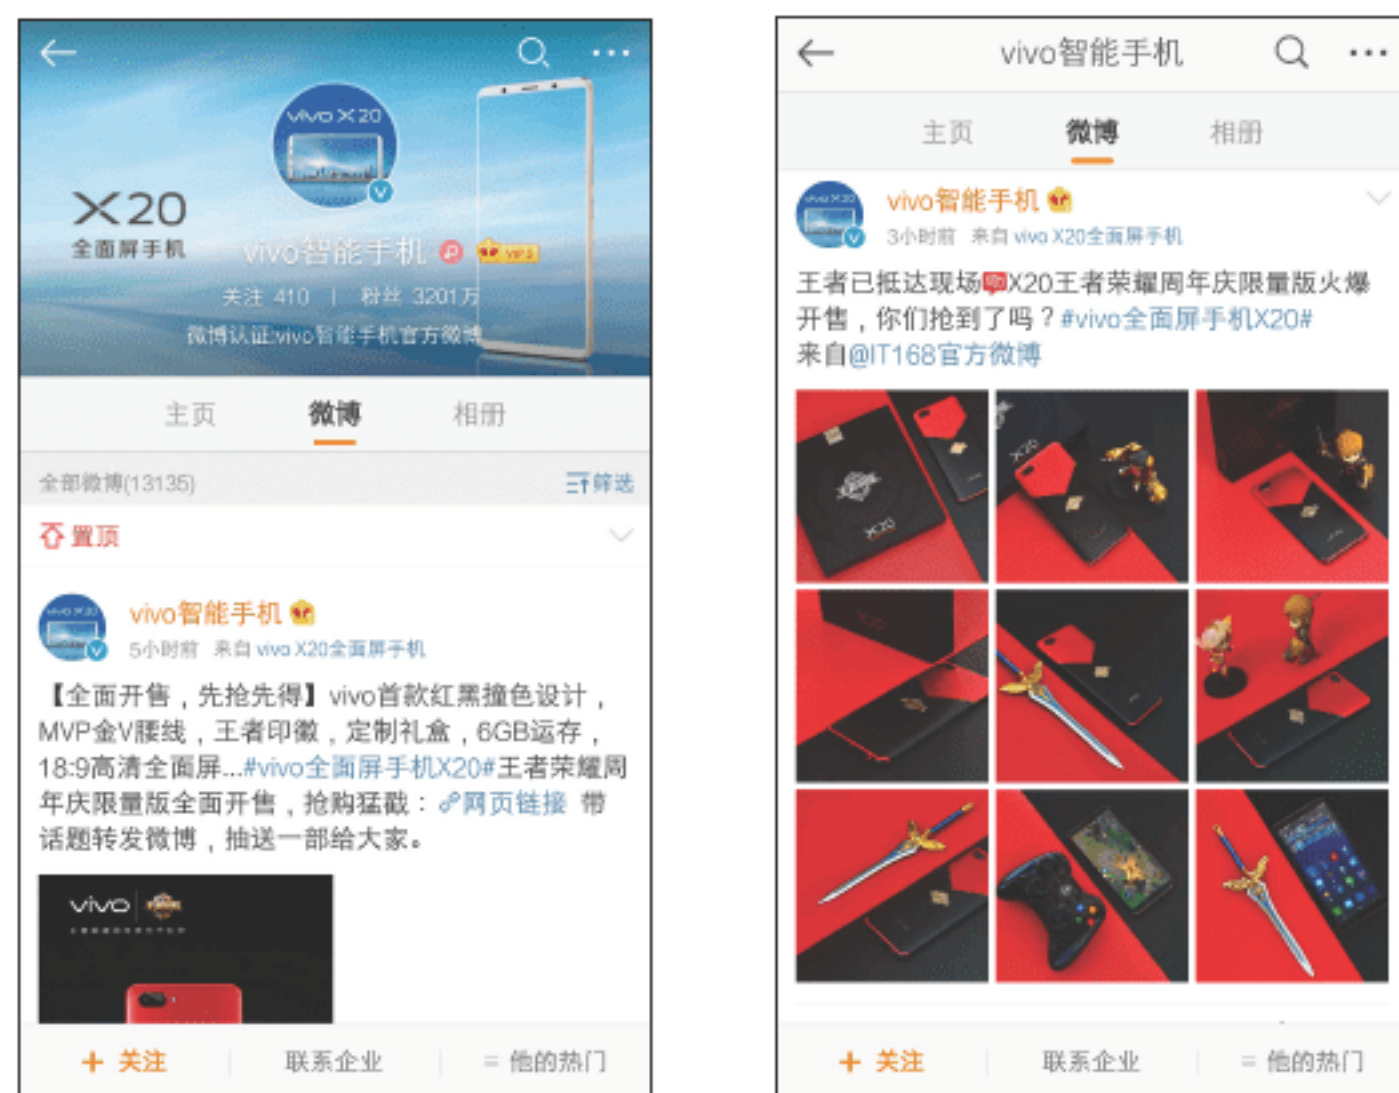 vivo X20
X20
全面屏手机
vivo智能手机
关注 410 | 粉丝 3201万
微博认证:vivo智能手机官方微博
主页 微博 相册
全部微博(13135) 筛选
置顶
vivo智能手机
5小时前 来自 vivo X20全面屏手机
【全面开售，先抢先得】vivo首款红黑撞色设计，
MVP金V腰线，王者印徽，定制礼盒，6GB运存，
18:9高清全面屏...#vivo全面屏手机X20#王者荣耀周
年庆限量版全面开售，抢购猛戳：网页链接 带
话题转发微博，抽送一部给大家。
vivo
+ 关注 联系企业 = 他的热门
vivo智能手机
主页 微博 相册
vivo智能手机
3小时前 来自 vivo X20全面屏手机
王者已抵达现场X20王者荣耀周年庆限量版火爆
开售，你们抢到了吗？#vivo全面屏手机X20#
来自@IT168官方微博
X20
X20
+ 关注 联系企业 = 他的热门